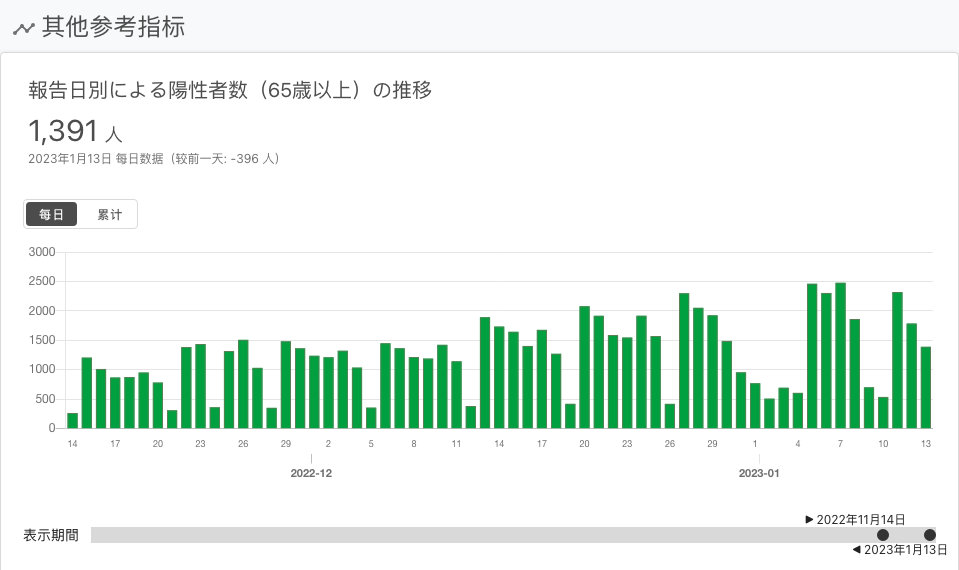 其他参考指标
報告日別による陽性者数（65歳以上）の推移
1,391 人
2023年1月13日 每日数据（较前一天: -396 人）
每日 累计
3000
2500
2000
1500
1000
500
0
14 17 20 23 26 29 2 5 8 11 14 17 20 23 26 29 1 4 7 10 13
2022-12 2023-01
▶ 2022年11月14日
表示期間
◀ 2023年1月13日